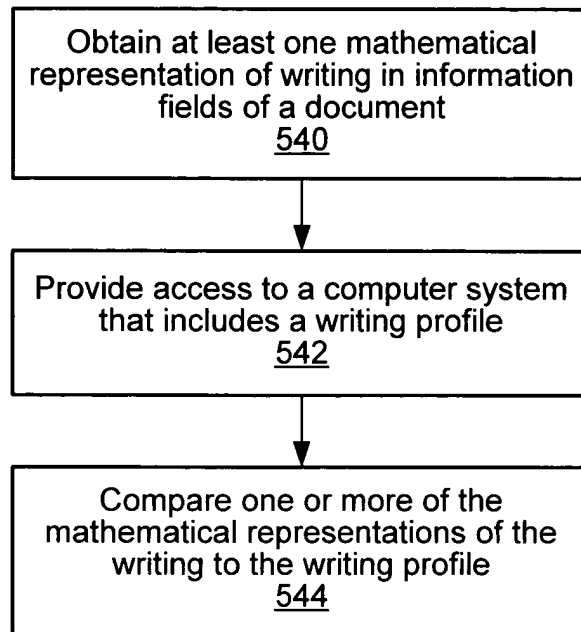 Obtain at least one mathematical
representation of writing in information
fields of a document
540
Provide access to a computer system
that includes a writing profile
542
Compare one or more of the
mathematical representations of the
writing to the writing profile
544